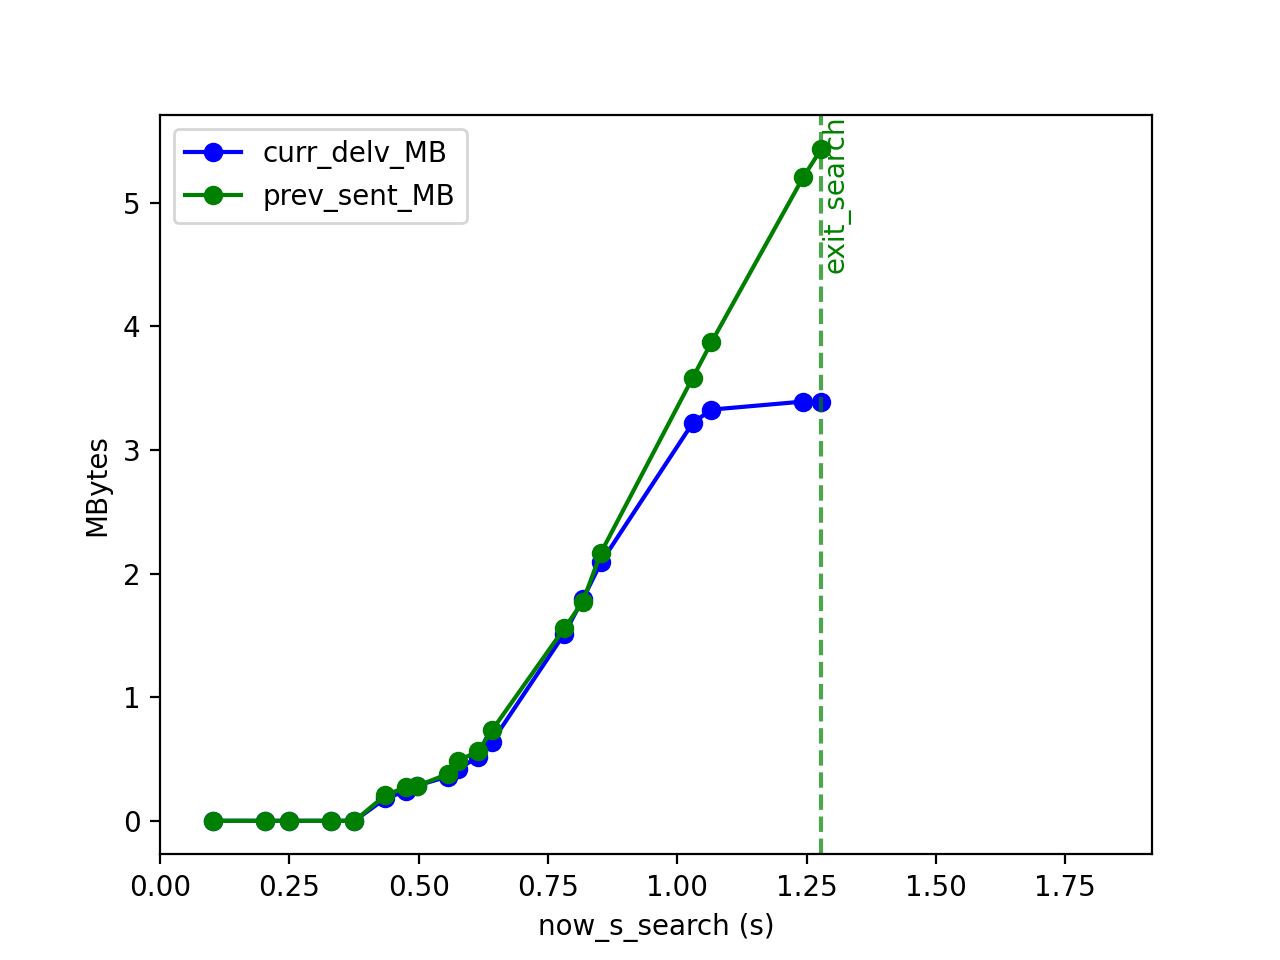 curr_delv_MB
prev_sent_MB
exit_search
MBytes
5
4
3
2
1
0
0.00 0.25 0.50 0.75 1.00 1.25 1.50 1.75
now_s_search (s)